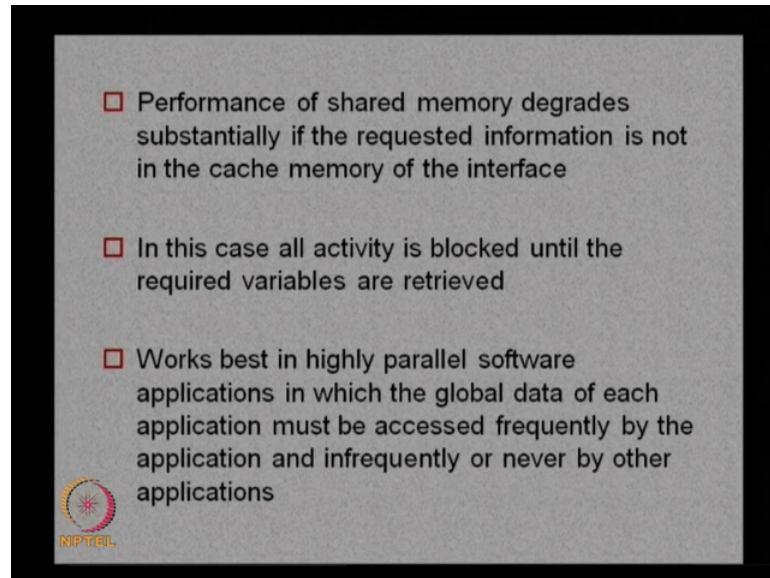 Performance of shared memory degrades
substantially if the requested information is not
in the cache memory of the interface
In this case all activity is blocked until the
required variables are retrieved
Works best in highly parallel software
applications in which the global data of each
application must be accessed frequently by the
application and infrequently or never by other
applications
NPTEL